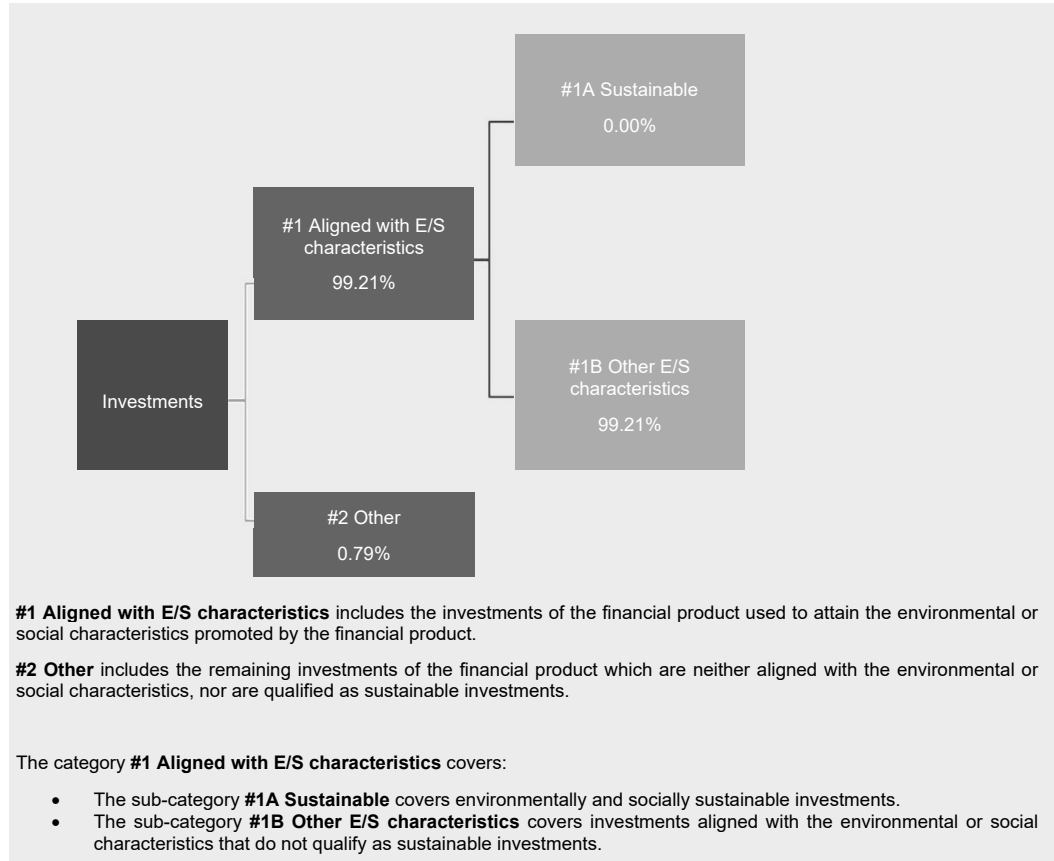 #1A Sustainable
0.00%
#1 Aligned with E/S
characteristics
99.21%
Investments
#1B Other E/S
characteristics
99.21%
#2 Other
0.79%
#1 Aligned with E/S characteristics includes the investments of the financial product used to attain the environmental or
social characteristics promoted by the financial product.
#2 Other includes the remaining investments of the financial product which are neither aligned with the environmental or
social characteristics, nor are qualified as sustainable investments.
The category #1 Aligned with E/S characteristics covers:
• The sub-category #1A Sustainable covers environmentally and socially sustainable investments.
• The sub-category #1B Other E/S characteristics covers investments aligned with the environmental or social
characteristics that do not qualify as sustainable investments.